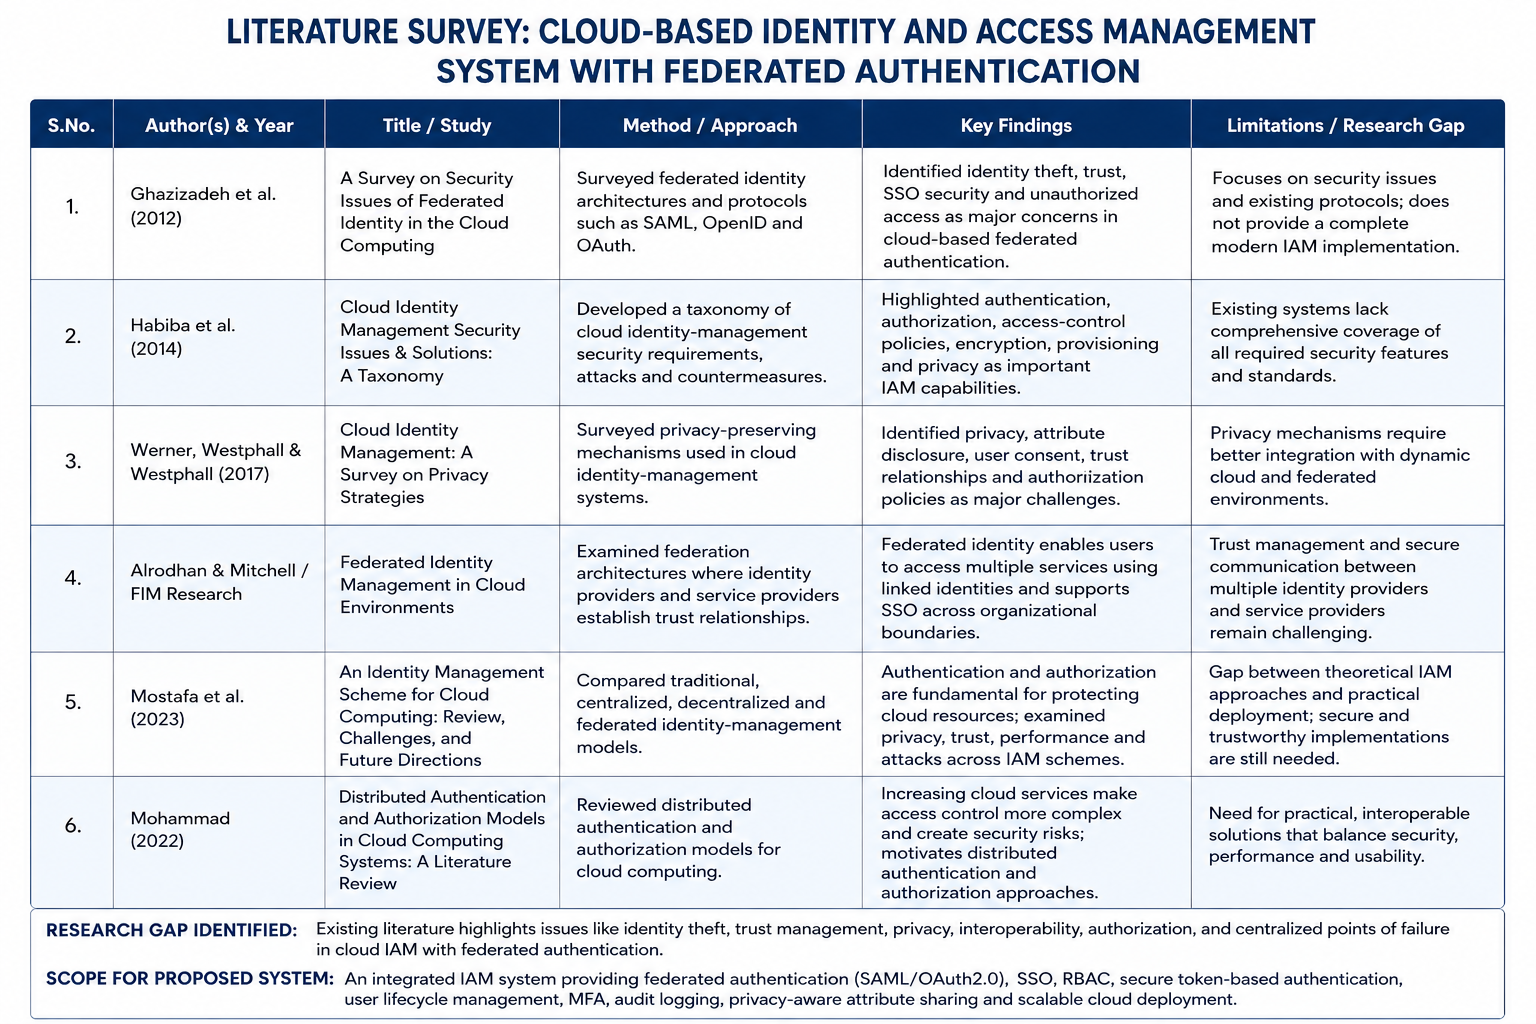 LITERATURE SURVEY: CLOUD-BASED IDENTITY AND ACCESS MANAGEMENT
SYSTEM WITH FEDERATED AUTHENTICATION
S.No.
Author(s) & Year
Title / Study
Method / Approach
Key Findings
Limitations / Research Gap
1.
Ghazizadeh et al.
(2012)
A Survey on Security
Issues of Federated
Identity in the Cloud
Computing
Surveyed federated identity
architectures and protocols
such as SAML, OpenID and
OAuth.
Identified identity theft, trust,
SSO security and unauthorized
access as major concerns in
cloud-based federated
authentication.
Focuses on security issues
and existing protocols; does
not provide a complete
modern IAM implementation.
2.
Habiba et al.
(2014)
Cloud Identity
Management Security
Issues & Solutions:
A Taxonomy
Developed a taxonomy of
cloud identity-management
security requirements,
attacks and countermeasures.
Highlighted authentication,
authorization, access-control
policies, encryption, provisioning
and privacy as important
IAM capabilities.
Existing systems lack
comprehensive coverage of
all required security features
and standards.
3.
Werner, Westphall &
Westphall (2017)
Cloud Identity
Management: A
Survey on Privacy
Strategies
Surveyed privacy-preserving
mechanisms used in cloud
identity-management
systems.
Identified privacy, attribute
disclosure, user consent, trust
relationships and authoriization
policies as major challenges.
Privacy mechanisms require
better integration with dynamic
cloud and federated
environments.
4.
Alrodhan & Mitchell /
FIM Research
Federated Identity
Management in Cloud
Environments
Examined federation
architectures where identity
providers and service providers
establish trust relationships.
Federated identity enables users
to access multiple services using
linked identities and supports
SSO across organizational
boundaries.
Trust management and secure
communication between
multiple identity providers
and service providers
remain challenging.
5.
Mostafa et al.
(2023)
An Identity Management
Scheme for Cloud
Computing: Review,
Challenges, and
Future Directions
Compared traditional,
centralized, decentralized and
federated identity-management
models.
Authentication and authorization
are fundamental for protecting
cloud resources; examined
privacy, trust, performance and
attacks across IAM schemes.
Gap between theoretical IAM
approaches and practical
deployment; secure and
trustworthy implementations
are still needed.
6.
Mohammad
(2022)
Distributed Authentication
and Authorization Models
in Cloud Computing
Systems: A Literature
Review
Reviewed distributed
authentication and
authorization models for
cloud computing.
Increasing cloud services make
access control more complex
and create security risks;
motivates distributed
authentication and
authorization approaches.
Need for practical, interoperable
solutions that balance security,
performance and usability.
RESEARCH GAP IDENTIFIED: Existing literature highlights issues like identity theft, trust management, privacy, interoperability, authorization, and centralized points of failure
in cloud IAM with federated authentication.
SCOPE FOR PROPOSED SYSTEM: An integrated IAM system providing federated authentication (SAML/OAuth2.0), SSO, RBAC, secure token-based authentication,
user lifecycle management, MFA, audit logging, privacy-aware attribute sharing and scalable cloud deployment.